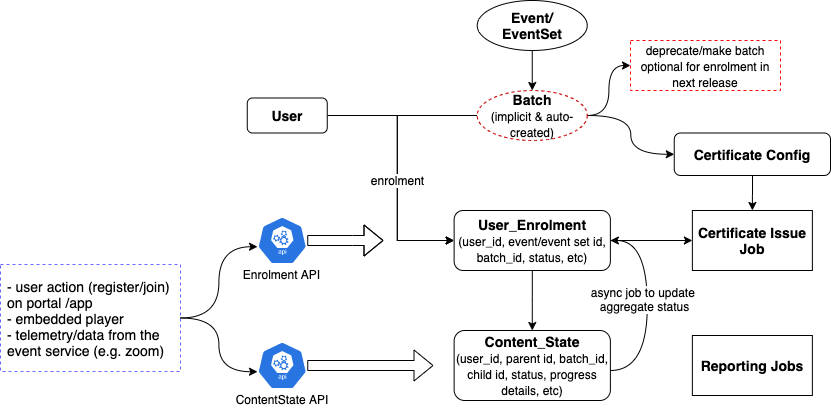 Event/
EventSet
deprecate/make batch
optional for enrolment in
next release
Batch
(implicit & auto-
created)
User
Certificate Config
enrolment
User_Enrolment
(user_id, event/event set id,
batch_id, status, etc)
Certificate Issue
Job
api
Enrolment API
- user action (register/join)
on portal /app
- embedded player
- telemetry/data from the
event service (e.g. zoom)
async job to update
aggregate status
Content_State
(user_id, parent id, batch_id,
child id, status, progress
details, etc)
api
ContentState API
Reporting Jobs